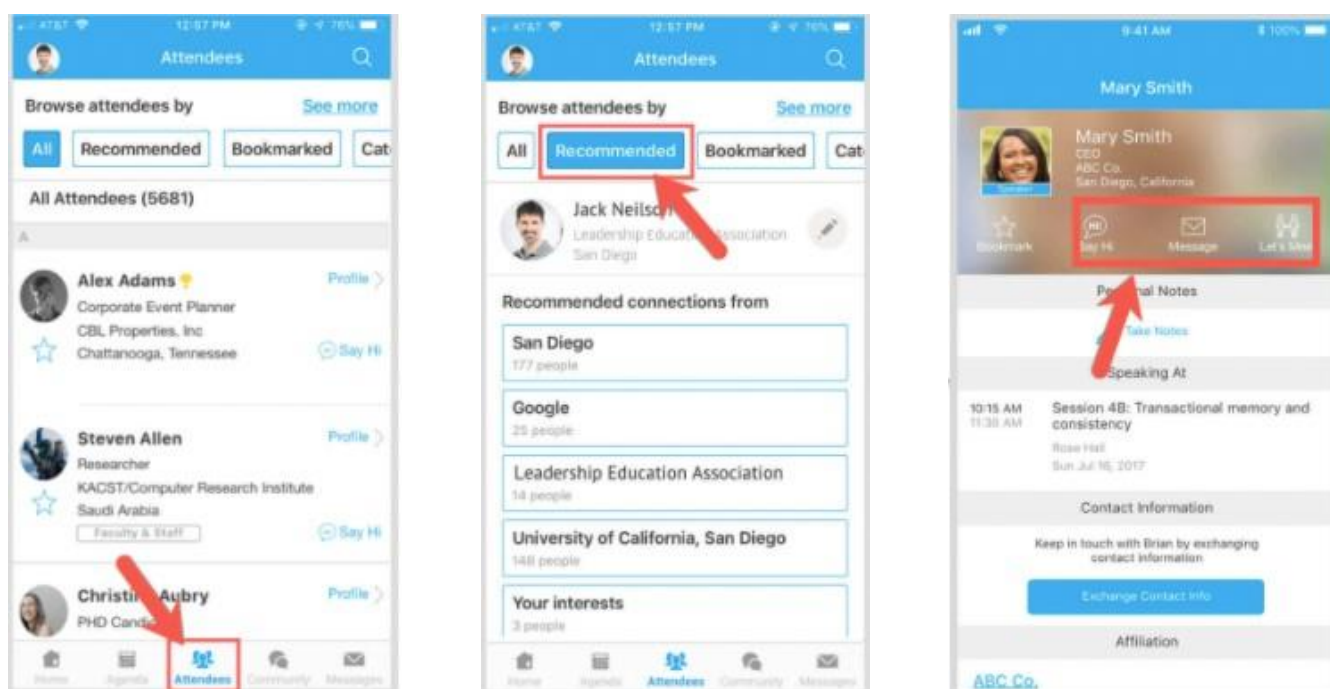 AT&T 12:57 PM 76%
Attendees
Browse attendees by See more
All Recommended Bookmarked Cat
All Attendees (5681)
A
Alex Adams Profile
Corporate Event Planner
CBL Properties, Inc
Chattanooga, Tennessee Say Hi
Steven Allen Profile
Researcher
KACST/Computer Research Institute
Saudi Arabia
Faculty & Staff Say Hi
Aubry Profile
PHD
Home Agenda Attendees Community Messages
AT&T 12:57 PM 76%
Attendees
Browse attendees by See more
All Recommended Bookmarked Cat
Jack Neilson
Leadership Education Association
San Diego
Recommended connections from
San Diego
177 people
Google
25 people
Leadership Education Association
14 people
University of California, San Diego
148 people
Your interests
3 people
Home Agenda Attendees Community Messages
9:41 AM 100%
Mary Smith
Mary Smith
CEO
ABC Co.
San Diego, California
Speaker
Bookmark Say Hi Message Let's Meet
Personal Notes
Take Notes
Speaking At
10:15 AM Session 4B: Transactional memory and
11:30 AM consistency
Rose Hall
Sun Jul 16, 2017
Contact Information
Keep in touch with Brian by exchanging
contact information
Exchange Contact Info
Affiliation
ABC Co.